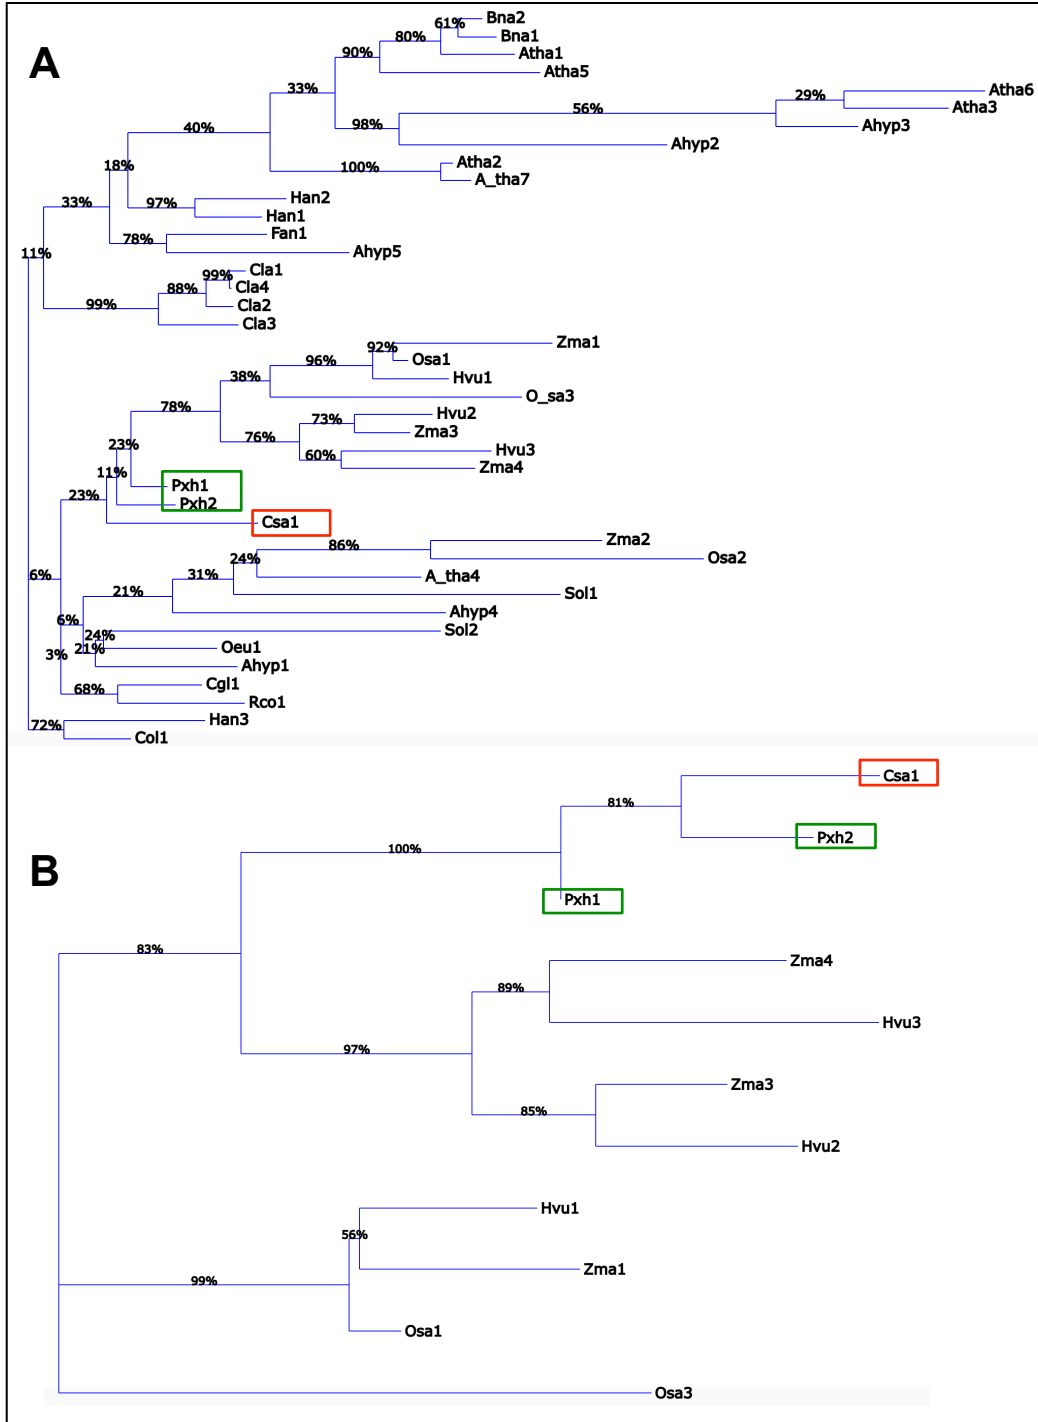 A
61%
Bna2
Bna1
80%
Atha1
90%
Atha5
33%
29%
Atha6
56%
Atha3
98%
Ahyp3
40%
Ahyp2
100%
Atha2
A_tha7
18%
97%
Han2
Han1
33%
78%
Fan1
Ahyp5
11%
99%
Cla1
88%
Cla4
Cla2
99%
Cla3
92%
Zma1
96%
Osa1
38%
Hvu1
O_sa3
78%
73%
Hvu2
76%
Zma3
60%
Hvu3
23%
Zma4
11%
Pxh1
23%
Pxh2
Csa1
86%
Zma2
24%
Osa2
31%
A_tha4
21%
Sol1
6%
Ahyp4
6%
24%
Sol2
21%
Oeu1
3%
Ahyp1
68%
Cgl1
Rco1
72%
Han3
Col1
B
Csa1
81%
Pxh2
100%
Pxh1
83%
Zma4
89%
Hvu3
97%
Zma3
85%
Hvu2
Hvu1
56%
Zma1
99%
Osa1
Osa3